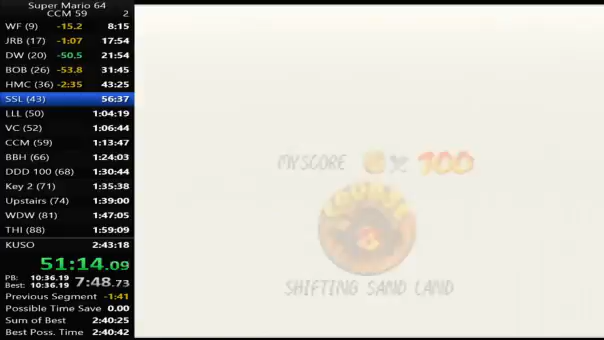 Super Mario 64
CCM 59 2
WF (9) -15.2 8:15
JRB (17) -1:07 17:54
DW (20) -50.5 21:54
BOB (26) -53.8 31:45
HMC (36) -2:35 43:25
SSL (43) 56:37
LLL (50) 1:04:19
VC (52) 1:06:44
CCM (59) 1:13:47
BBH (66) 1:24:03
DDD 100 (68) 1:30:44
Key 2 (71) 1:35:38
Upstairs (74) 1:39:00
WDW (81) 1:47:05
THI (88) 1:59:09
KUSO 2:43:18
51:14.09
PB: 10:36.19
Best: 10:36.19 7:48.73
Previous Segment -1:41
Possible Time Save 0.00
Sum of Best 2:40:25
Best Poss. Time 2:40:42
MYSCORE × 100
COURSE
8
SHIFTING SAND LAND